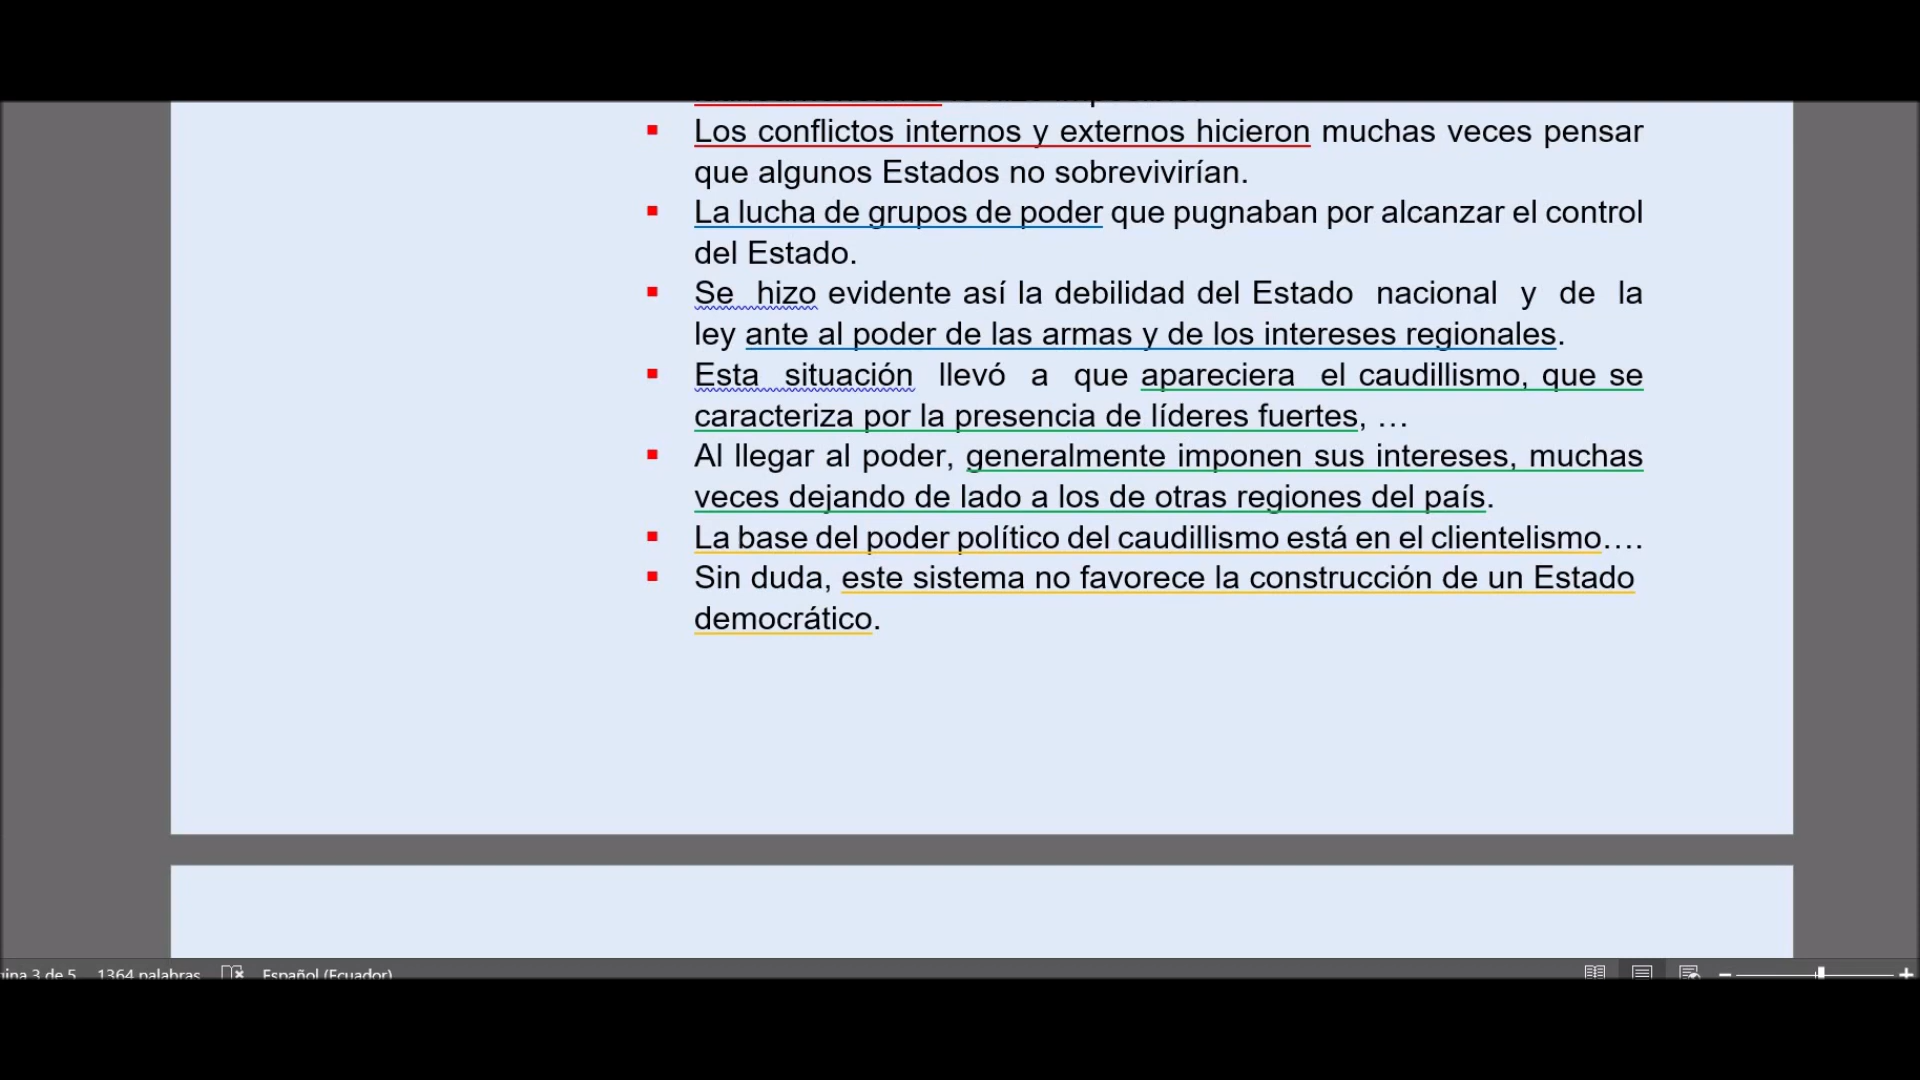 Los conflictos internos y externos hicieron muchas veces pensar
que algunos Estados no sobrevivirían.
La lucha de grupos de poder que pugnaban por alcanzar el control
del Estado.
Se hizo evidente así la debilidad del Estado nacional y de la
ley ante al poder de las armas y de los intereses regionales.
Esta situación llevó a que apareciera el caudillismo, que se
caracteriza por la presencia de líderes fuertes, …
Al llegar al poder, generalmente imponen sus intereses, muchas
veces dejando de lado a los de otras regiones del país.
La base del poder político del caudillismo está en el clientelismo….
Sin duda, este sistema no favorece la construcción de un Estado
democrático.
3 de 5 1364 palabras Español (Ecuador)